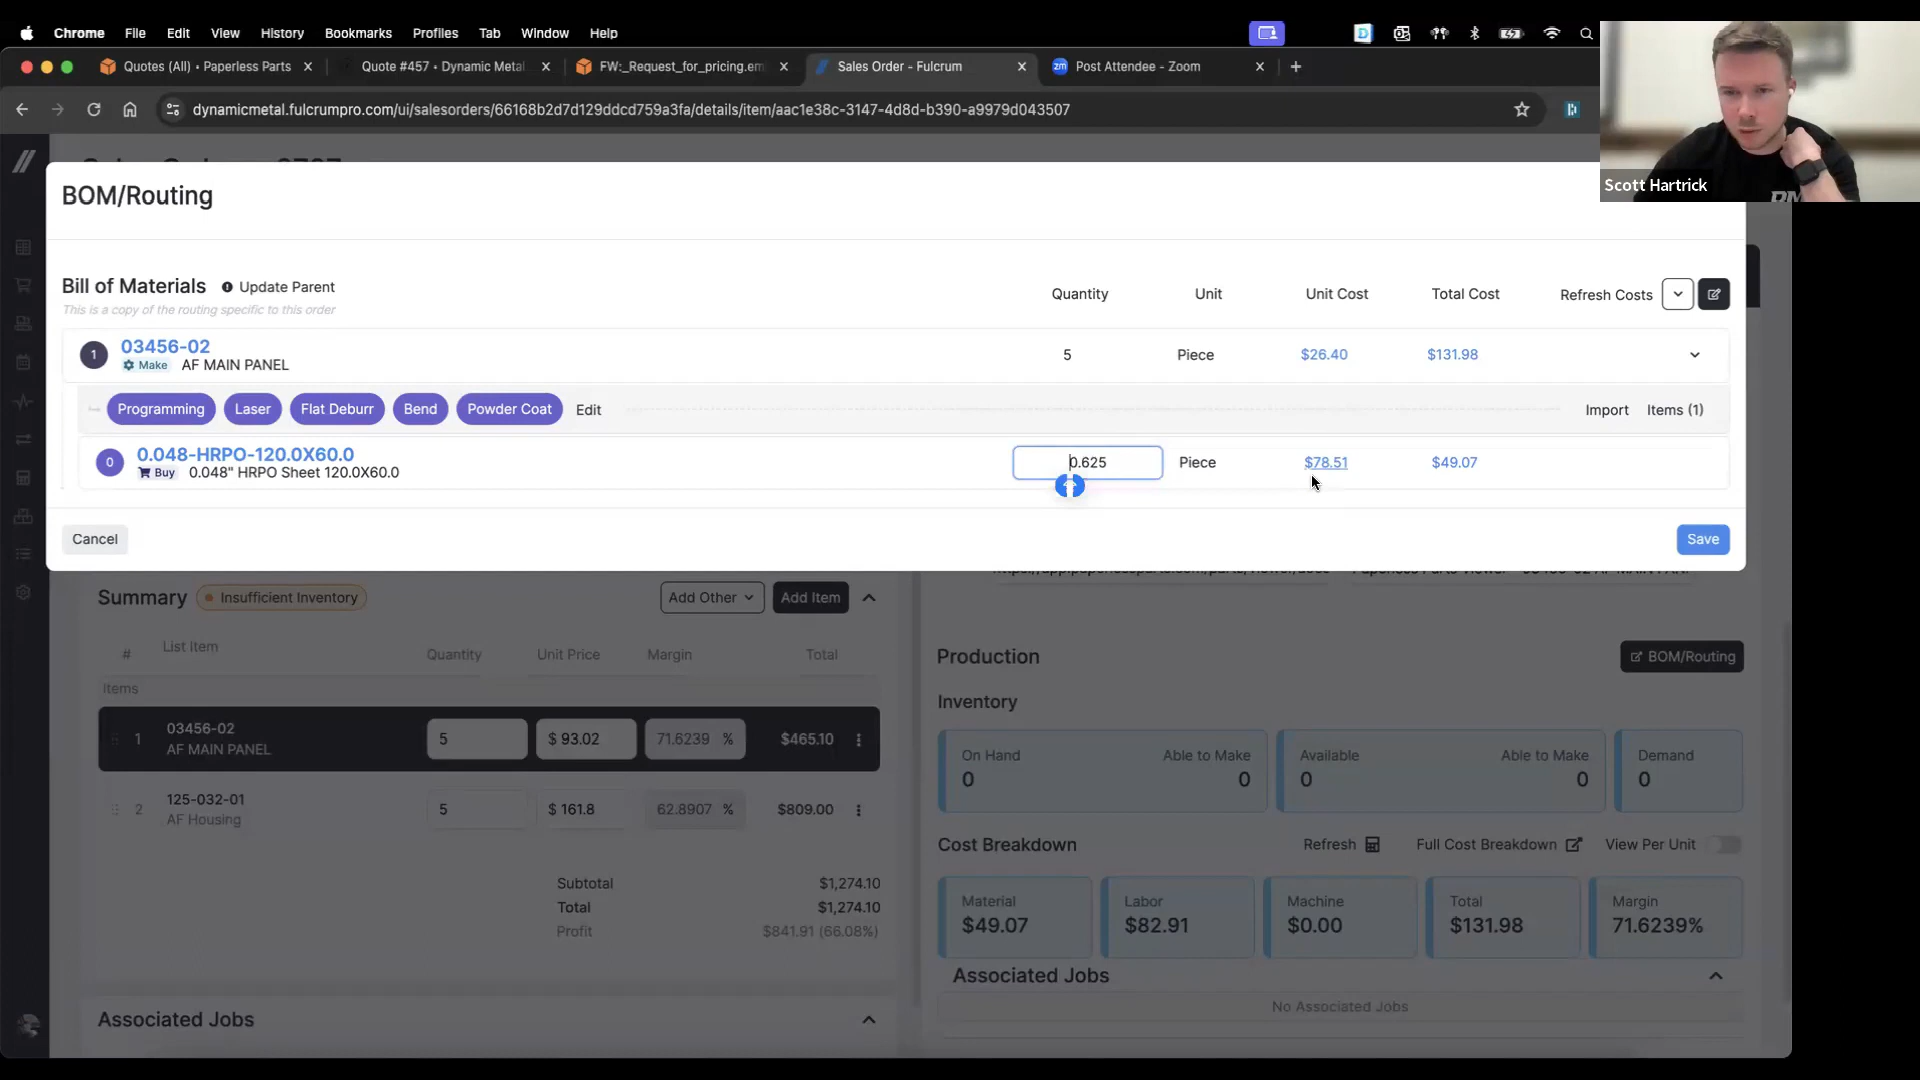 Chrome File Edit View History Bookmarks Profiles Tab Window Help
Quotes (All) • Paperless Parts
Quote #457 • Dynamic Metal
FW:_Request_for_pricing.em
Sales Order - Fulcrum
Post Attendee - Zoom
dynamicmetal.fulcrumpro.com/ui/salesorders/66168b2d7d129ddcd759a3fa/details/item/aac1e38c-3147-4d8d-b390-a9979d043507
Scott Hartrick
BOM/Routing
Bill of Materials Update Parent
This is a copy of the routing specific to this order
Quantity Unit Unit Cost Total Cost Refresh Costs
1 03456-02 5 Piece $26.40 $131.98
Make AF MAIN PANEL
Programming Laser Flat Deburr Bend Powder Coat Edit Import Items (1)
0 0.048-HRPO-120.0X60.0 0.625 Piece $78.51 $49.07
Buy 0.048" HRPO Sheet 120.0X60.0
Cancel Save
Summary Insufficient Inventory Add Other Add Item
# List Item Quantity Unit Price Margin Total
Items
1 03456-02 5 $ 93.02 71.6239 % $465.10
AF MAIN PANEL
2 125-032-01 5 $ 161.8 62.8907 % $809.00
AF Housing
Subtotal $1,274.10
Total $1,274.10
Profit $841.91 (66.08%)
Associated Jobs
Production BOM/Routing
Inventory
On Hand Able to Make Available Able to Make Demand
0 0 0 0 0
Cost Breakdown Refresh Full Cost Breakdown View Per Unit
Material Labor Machine Total Margin
$49.07 $82.91 $0.00 $131.98 71.6239%
Associated Jobs
No Associated Jobs